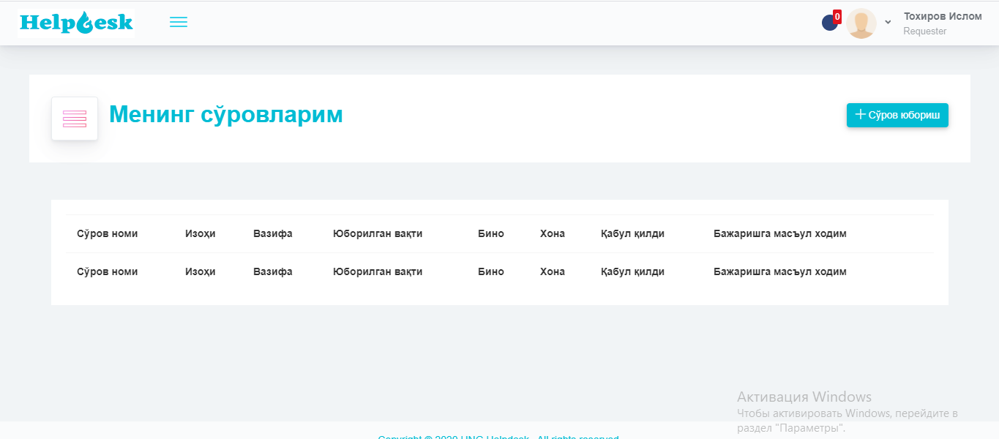 Helpdesk
0
Тохиров Ислом
Requester
Менинг сўровларим
Сўров юбориш
Сўров номи Изоҳи Вазифа Юборилган вақти Бино Хона Қабул қилди Бажаришга масъул ходим
Сўров номи Изоҳи Вазифа Юборилган вақти Бино Хона Қабул қилди Бажаришга масъул ходим
Активация Windows
Чтобы активировать Windows, перейдите в
раздел "Параметры".
Copyright © 2020 UNG Helpdesk . All rights reserved.